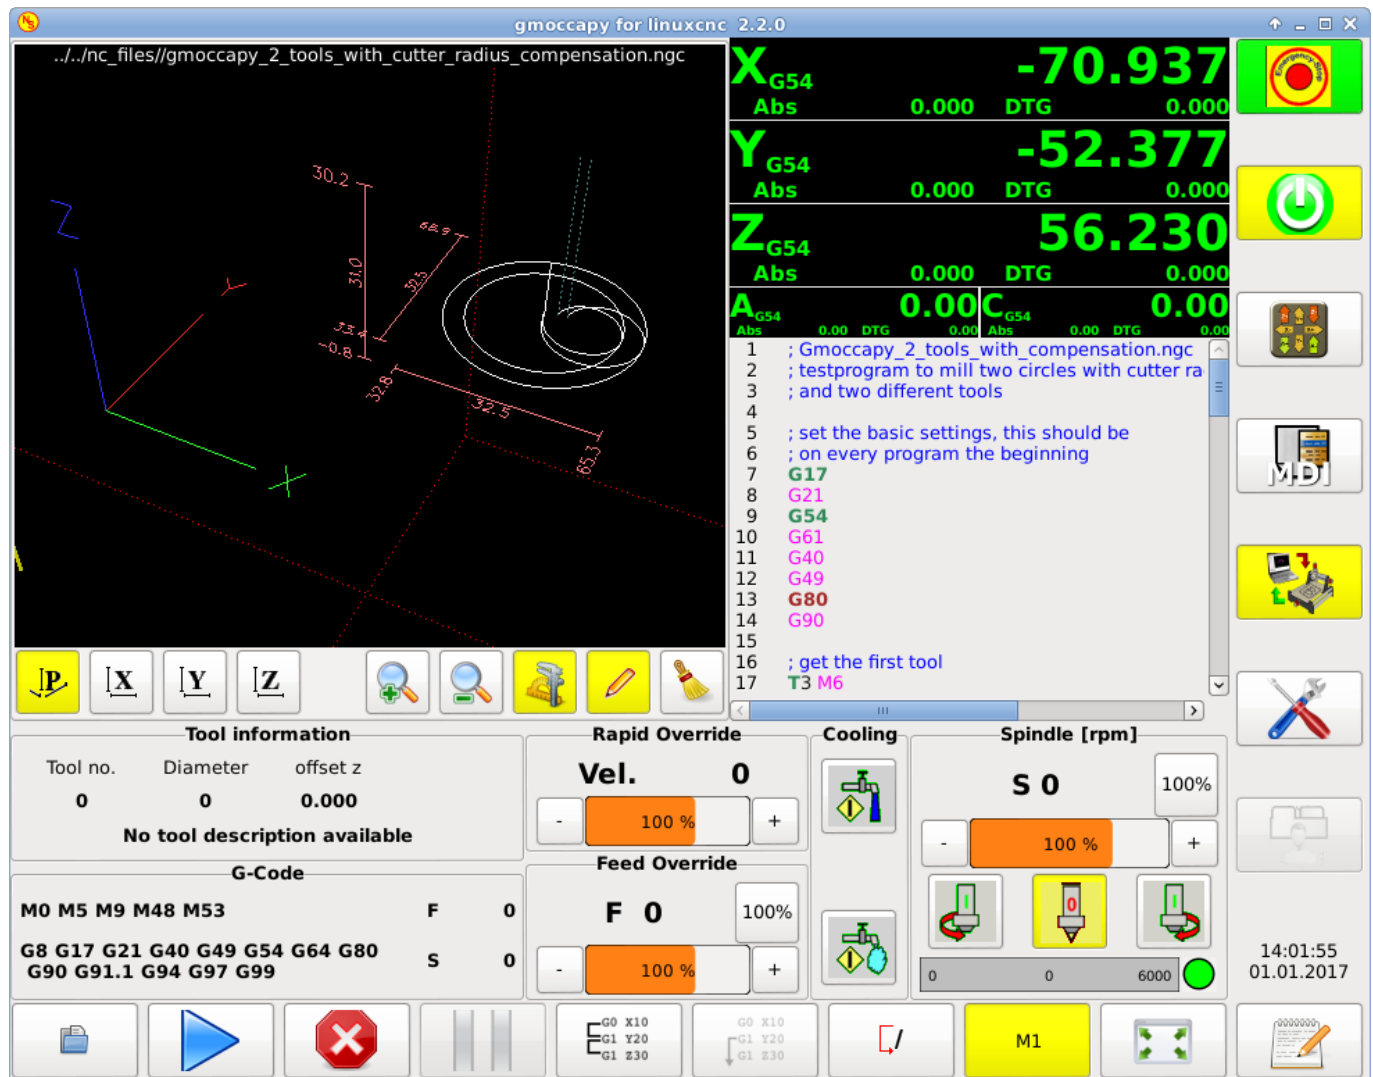 gmoccapy for linuxcnc 2.2.0
../../nc_files//gmoccapy_2_tools_with_cutter_radius_compensation.ngc
30.2
68.9
31.0
32.5
33.4
-0.8
32.8
32.5
65.3
Z
Y
X
X G54 -70.937
Abs 0.000 DTG 0.000
Y G54 -52.377
Abs 0.000 DTG 0.000
Z G54 56.230
Abs 0.000 DTG 0.000
A G54 0.00 C G54 0.00
Abs 0.00 DTG 0.00 Abs 0.00 DTG 0.00
1 ; Gmoccapy_2_tools_with_compensation.ngc
2 ; testprogram to mill two circles with cutter ra
3 ; and two different tools
4
5 ; set the basic settings, this should be
6 ; on every program the beginning
7 G17
8 G21
9 G54
10 G61
11 G40
12 G49
13 G80
14 G90
15
16 ; get the first tool
17 T3 M6
Emergency-Stop
MDI
P X Y Z
Tool information
Tool no. Diameter offset z
0 0 0.000
No tool description available
G-Code
M0 M5 M9 M48 M53 F 0
G8 G17 G21 G40 G49 G54 G64 G80
G90 G91.1 G94 G97 G99
S 0
Rapid Override
Vel. 0
- 100 % +
Feed Override
F 0 100%
- 100 % +
Cooling
Spindle [rpm]
S 0 100%
- 100 % +
I 0 I
0 0 6000
14:01:55
01.01.2017
G0 X10
G1 Y20
G1 Z30
G0 X10
G1 Y20
G1 Z30
/
M1